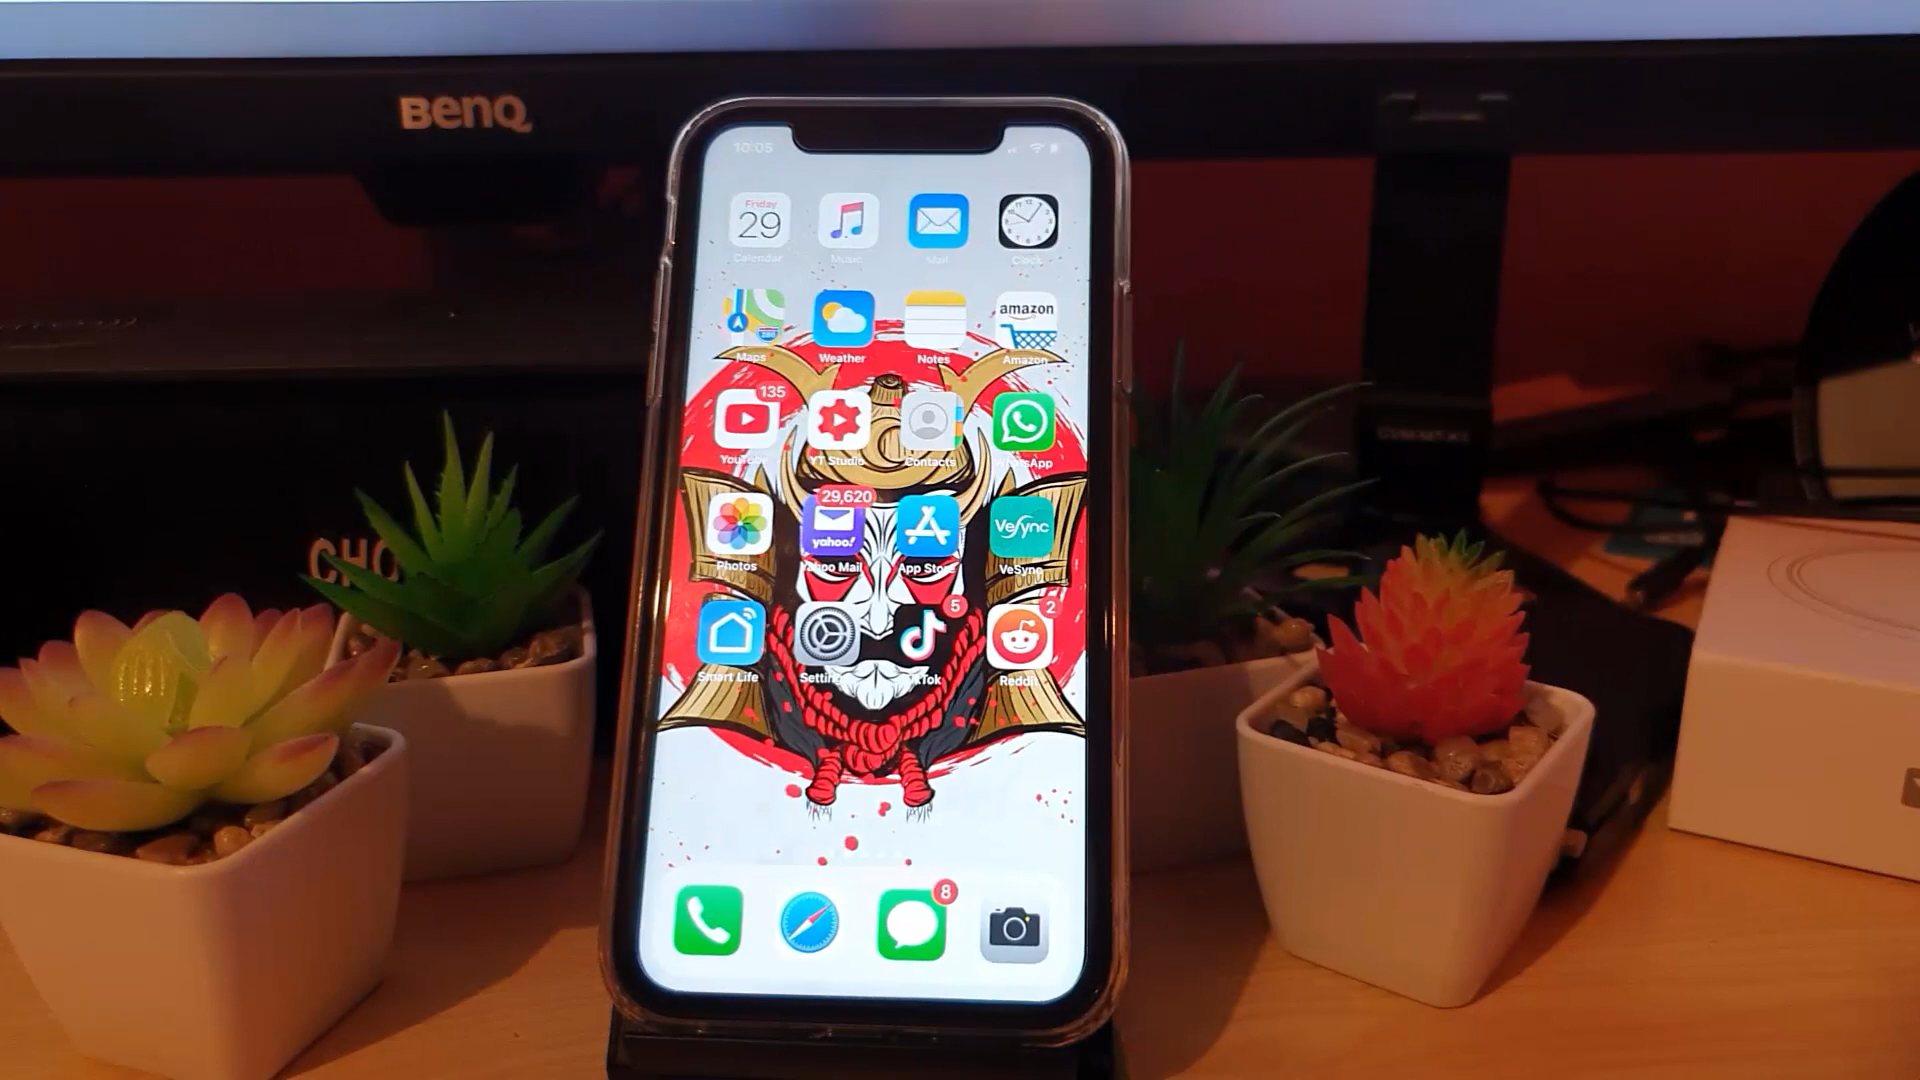 BenQ
10:05
Friday
29
Calendar
Music
Mail
Clock
amazon
Maps
Weather
Notes
Amazon
135
YouTube
YT Studio
Contacts
WhatsApp
29,620
yahoo!
VeSync
Photos
Yahoo Mail
App Store
VeSync
5
2
Smart Life
Settings
TikTok
Reddit
CHO
8